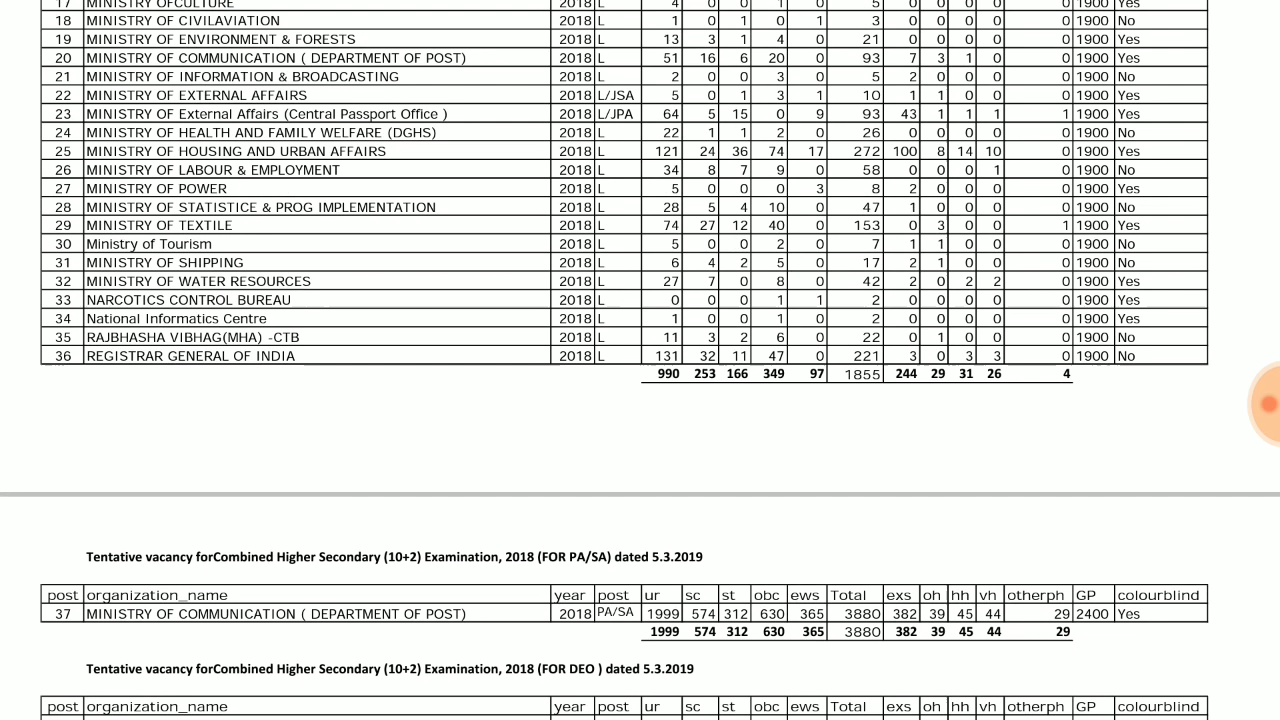 17 MINISTRY OFCULTURE 2018 L 4 0 0 1 0 5 0 0 0 0 0 1900 Yes
18 MINISTRY OF CIVILAVIATION 2018 L 1 0 1 0 1 3 0 0 0 0 0 1900 No
19 MINISTRY OF ENVIRONMENT & FORESTS 2018 L 13 3 1 4 0 21 0 0 0 0 0 1900 Yes
20 MINISTRY OF COMMUNICATION ( DEPARTMENT OF POST) 2018 L 51 16 6 20 0 93 7 3 1 0 0 1900 Yes
21 MINISTRY OF INFORMATION & BROADCASTING 2018 L 2 0 0 3 0 5 2 0 0 0 0 1900 No
22 MINISTRY OF EXTERNAL AFFAIRS 2018 L/JSA 5 0 1 3 1 10 1 1 0 0 0 1900 Yes
23 MINISTRY OF External Affairs (Central Passport Office ) 2018 L/JPA 64 5 15 0 9 93 43 1 1 1 1 1900 Yes
24 MINISTRY OF HEALTH AND FAMILY WELFARE (DGHS) 2018 L 22 1 1 2 0 26 0 0 0 0 0 1900 No
25 MINISTRY OF HOUSING AND URBAN AFFAIRS 2018 L 121 24 36 74 17 272 100 8 14 10 0 1900 Yes
26 MINISTRY OF LABOUR & EMPLOYMENT 2018 L 34 8 7 9 0 58 0 0 0 1 0 1900 No
27 MINISTRY OF POWER 2018 L 5 0 0 0 3 8 2 0 0 0 0 1900 Yes
28 MINISTRY OF STATISTICE & PROG IMPLEMENTATION 2018 L 28 5 4 10 0 47 1 0 0 0 0 1900 No
29 MINISTRY OF TEXTILE 2018 L 74 27 12 40 0 153 0 3 0 0 1 1900 Yes
30 Ministry of Tourism 2018 L 5 0 0 2 0 7 1 1 0 0 0 1900 No
31 MINISTRY OF SHIPPING 2018 L 6 4 2 5 0 17 2 1 0 0 0 1900 No
32 MINISTRY OF WATER RESOURCES 2018 L 27 7 0 8 0 42 2 0 2 2 0 1900 Yes
33 NARCOTICS CONTROL BUREAU 2018 L 0 0 0 1 1 2 0 0 0 0 0 1900 Yes
34 National Informatics Centre 2018 L 1 0 0 1 0 2 0 0 0 0 0 1900 Yes
35 RAJBHASHA VIBHAG(MHA) -CTB 2018 L 11 3 2 6 0 22 0 1 0 0 0 1900 No
36 REGISTRAR GENERAL OF INDIA 2018 L 131 32 11 47 0 221 3 0 3 3 0 1900 No
990 253 166 349 97 1855 244 29 31 26 4
Tentative vacancy forCombined Higher Secondary (10+2) Examination, 2018 (FOR PA/SA) dated 5.3.2019
post organization_name year post ur sc st obc ews Total exs oh hh vh otherph GP colourblind
37 MINISTRY OF COMMUNICATION ( DEPARTMENT OF POST) 2018 PA/SA 1999 574 312 630 365 3880 382 39 45 44 29 2400 Yes
1999 574 312 630 365 3880 382 39 45 44 29
Tentative vacancy forCombined Higher Secondary (10+2) Examination, 2018 (FOR DEO ) dated 5.3.2019
post organization_name year post ur sc st obc ews Total exs oh hh vh otherph GP colourblind